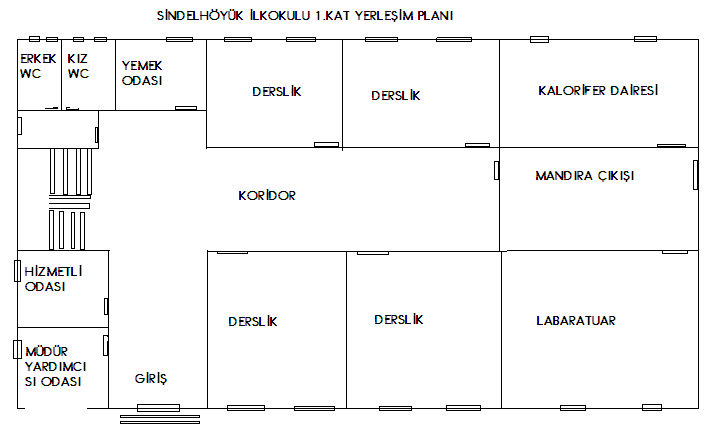 SİNDELHÖYÜK İLKOKULU 1.KAT YERLEŞİM PLANI
ERKEK
WC
KIZ
WC
YEMEK
ODASI
DERSLİK
DERSLİK
KALORİFER DAİRESİ
KORİDOR
MANDIRA ÇIKIŞI
HİZMETLİ
ODASI
DERSLİK
DERSLİK
LABARATUAR
MÜDÜR
YARDIMCI
SI ODASI
GİRİŞ